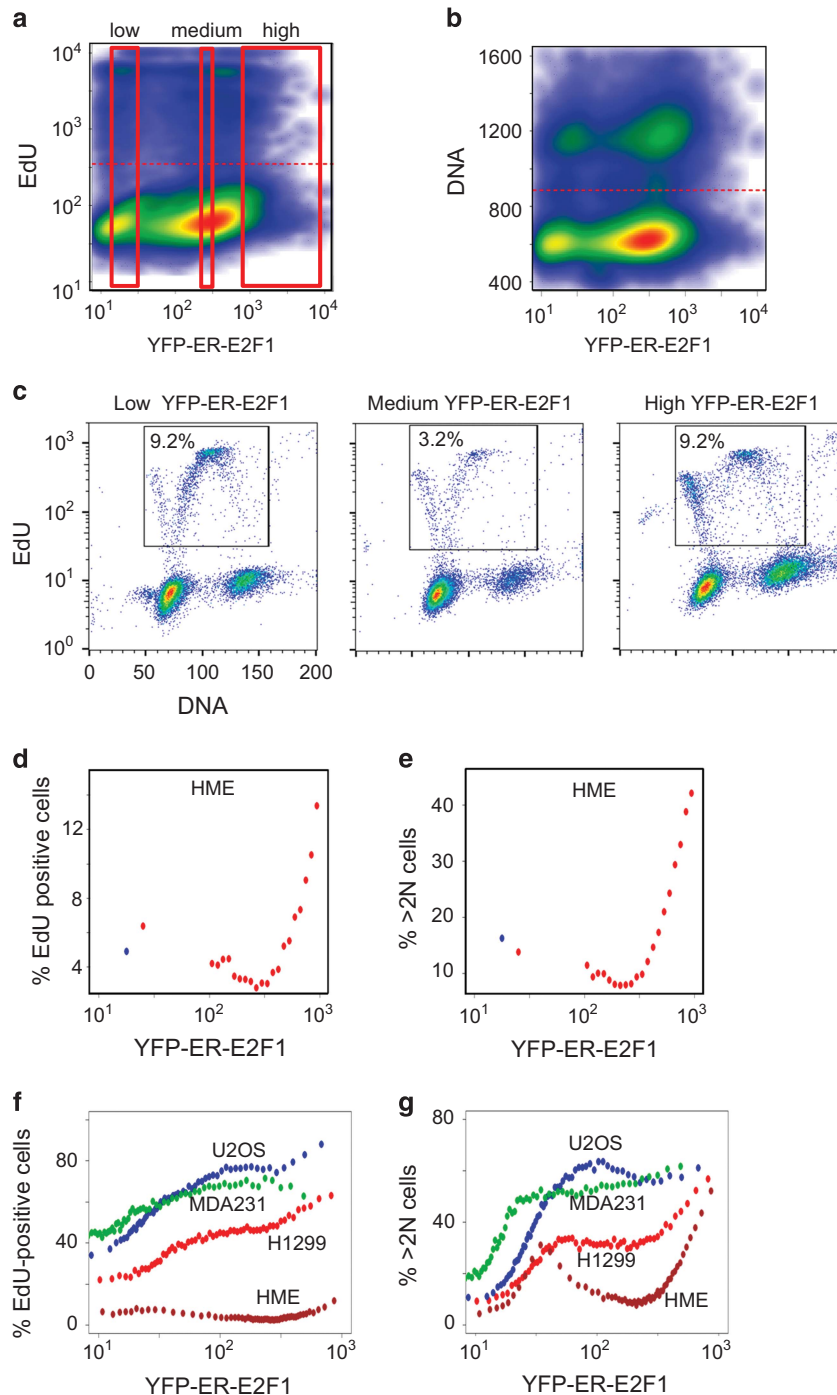 a
low medium high
10^4
10^3
10^2
10^1
EdU
10^1 10^2 10^3 10^4
YFP-ER-E2F1
b
1600
1200
800
400
DNA
10^1 10^2 10^3 10^4
YFP-ER-E2F1
c
Low YFP-ER-E2F1 Medium YFP-ER-E2F1 High YFP-ER-E2F1
9.2% 3.2% 9.2%
10^3
10^2
10^1
10^0
EdU
0 50 100 150 200
DNA
d
HME
12
8
4
% EdU positive cells
10^1 10^2 10^3
YFP-ER-E2F1
e
HME
40
30
20
10
% >2N cells
10^1 10^2 10^3
YFP-ER-E2F1
f
80
40
0
% EdU-positive cells
U2OS
MDA231
H1299
HME
10^1 10^2 10^3
YFP-ER-E2F1
g
80
40
0
% >2N cells
U2OS
MDA231
H1299
HME
10^1 10^2 10^3
YFP-ER-E2F1